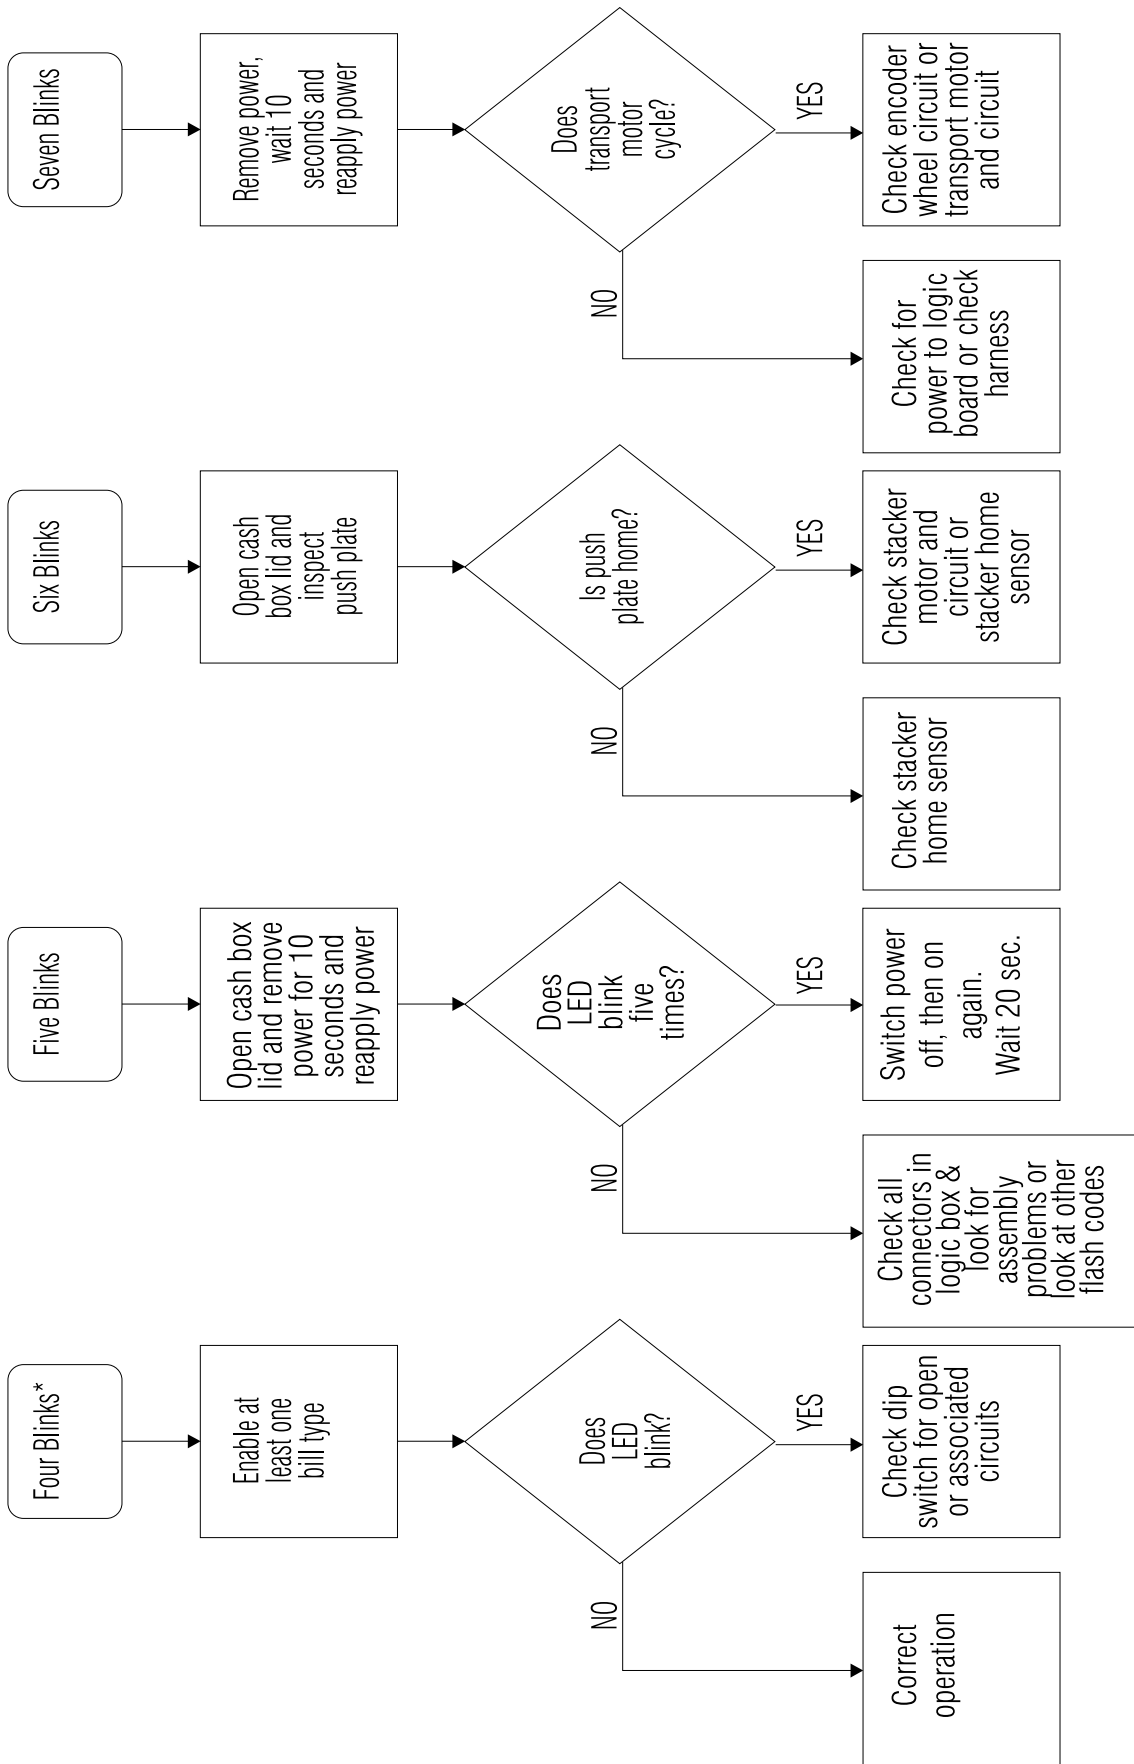 Four Blinks*
Enable at
least one
bill type
Does
LED
blink?
NO
YES
Correct
operation
Check dip
switch for open
or associated
circuits
Five Blinks
Open cash box
lid and remove
power for 10
seconds and
reapply power
Does
LED
blink
five
times?
NO
YES
Check all
connectors in
logic box &
look for
assembly
problems or
look at other
flash codes
Switch power
off, then on
again.
Wait 20 sec.
Six Blinks
Open cash
box lid and
inspect
push plate
Is push
plate home?
NO
YES
Check stacker
home sensor
Check stacker
motor and
circuit or
stacker home
sensor
Seven Blinks
Remove power,
wait 10
seconds and
reapply power
Does
transport
motor
cycle?
NO
YES
Check for
power to logic
board or check
harness
Check encoder
wheel circuit or
transport motor
and circuit